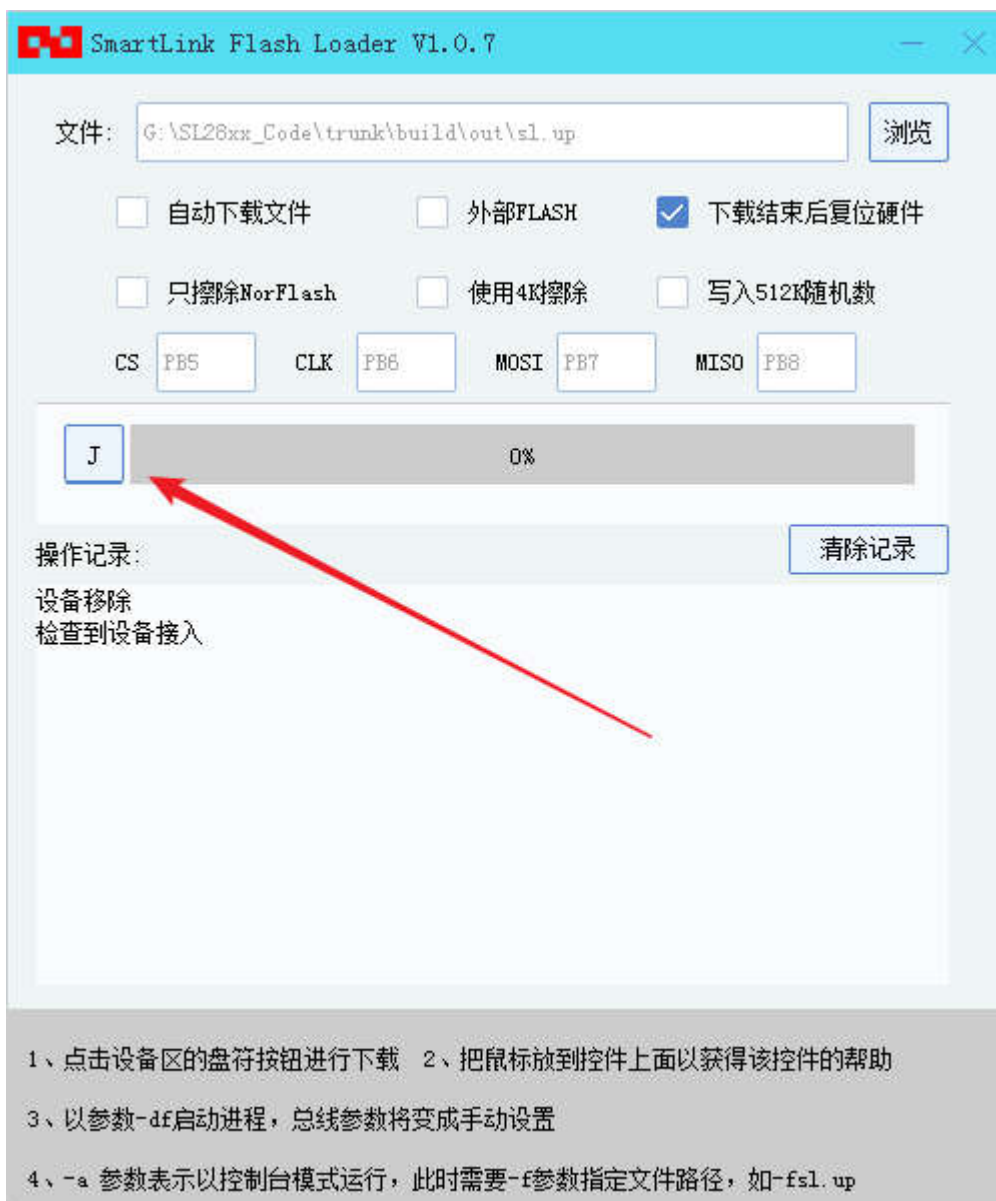 SmartLink Flash Loader V1.0.7
文件: G:\SL28xx_Code\trunk\build\out\sl.up 浏览
自动下载文件 外部FLASH 下载结束后复位硬件
只擦除NorFlash 使用4K擦除 写入512K随机数
CS PB5 CLK PB6 MOSI PB7 MISO PB8
J 0%
操作记录: 清除记录
设备移除
检查到设备接入
1、点击设备区的盘符按钮进行下载 2、把鼠标放到控件上面以获得该控件的帮助
3、以参数-df启动进程，总线参数将变成手动设置
4、-a 参数表示以控制台模式运行，此时需要-f参数指定文件路径，如-fsl.up